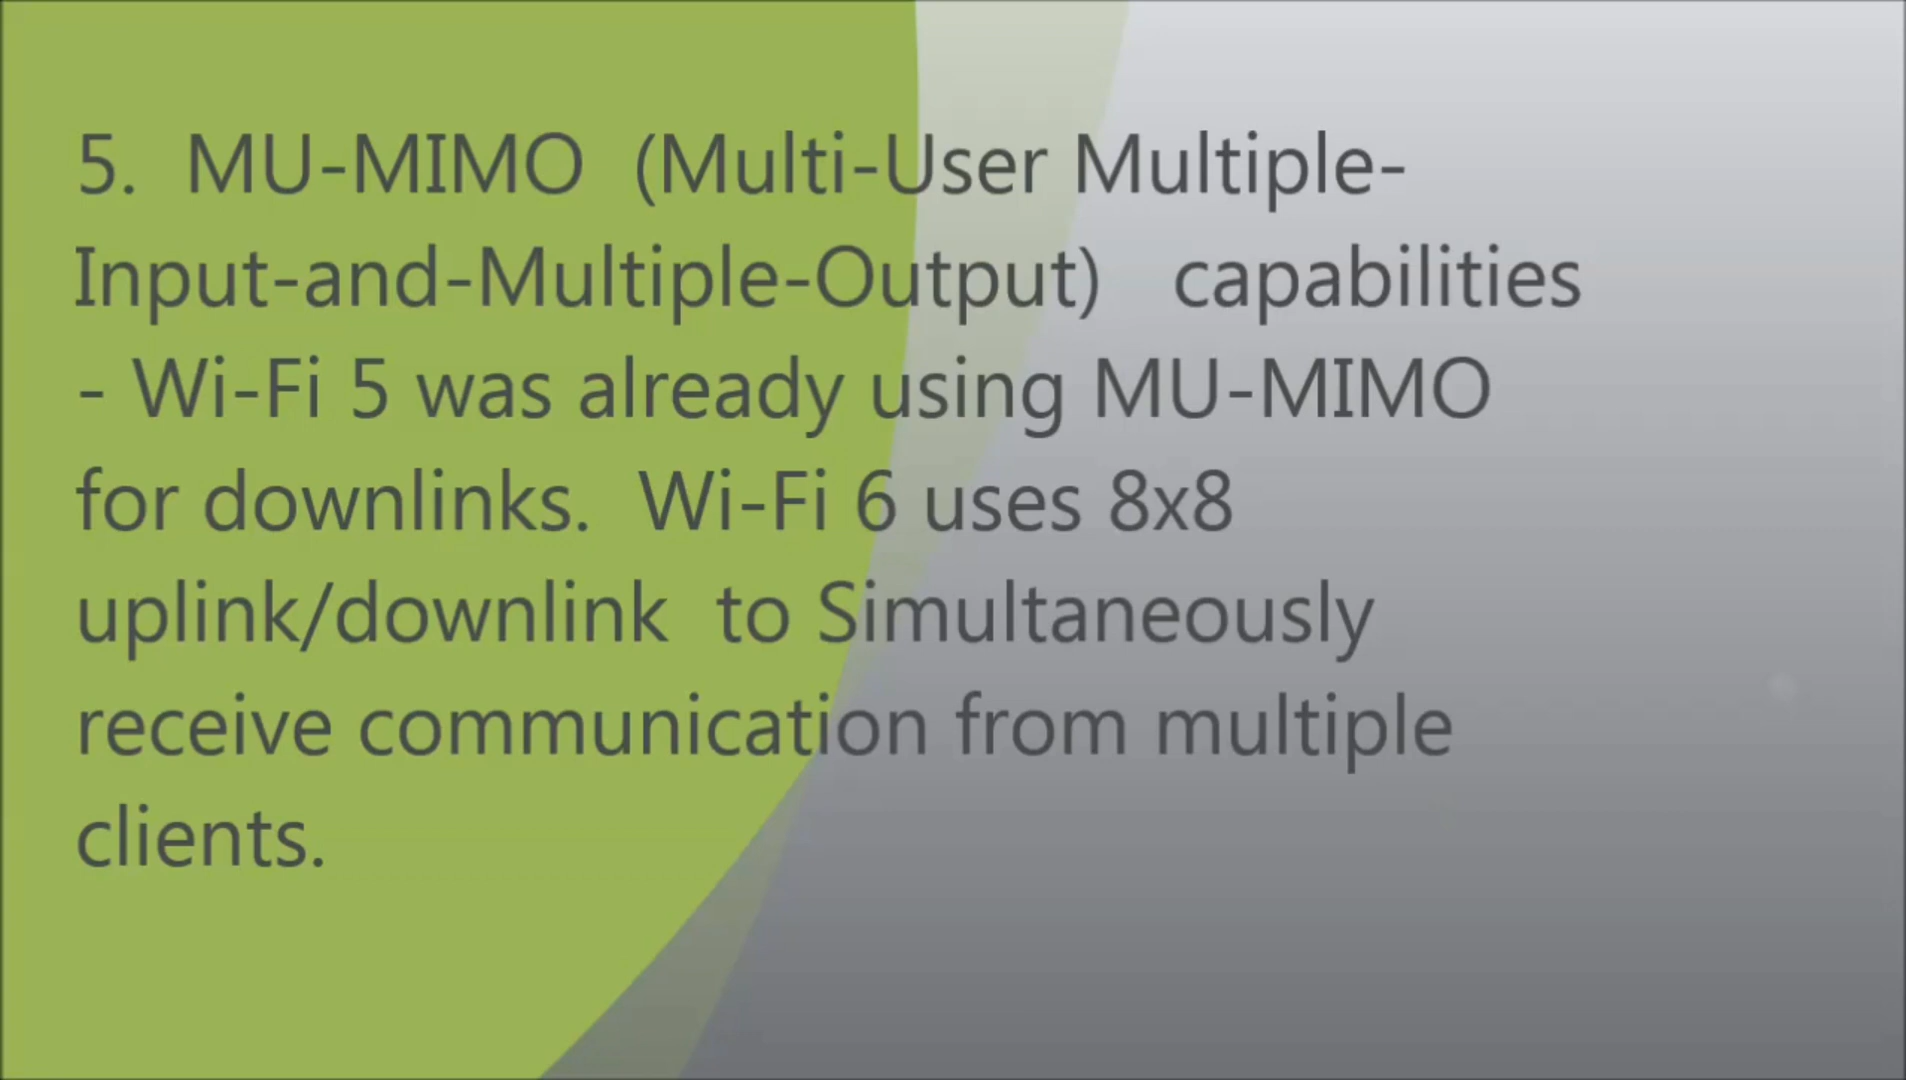 5. MU-MIMO (Multi-User Multiple-
Input-and-Multiple-Output) capabilities
- Wi-Fi 5 was already using MU-MIMO
for downlinks. Wi-Fi 6 uses 8x8
uplink/downlink to Simultaneously
receive communication from multiple
clients.